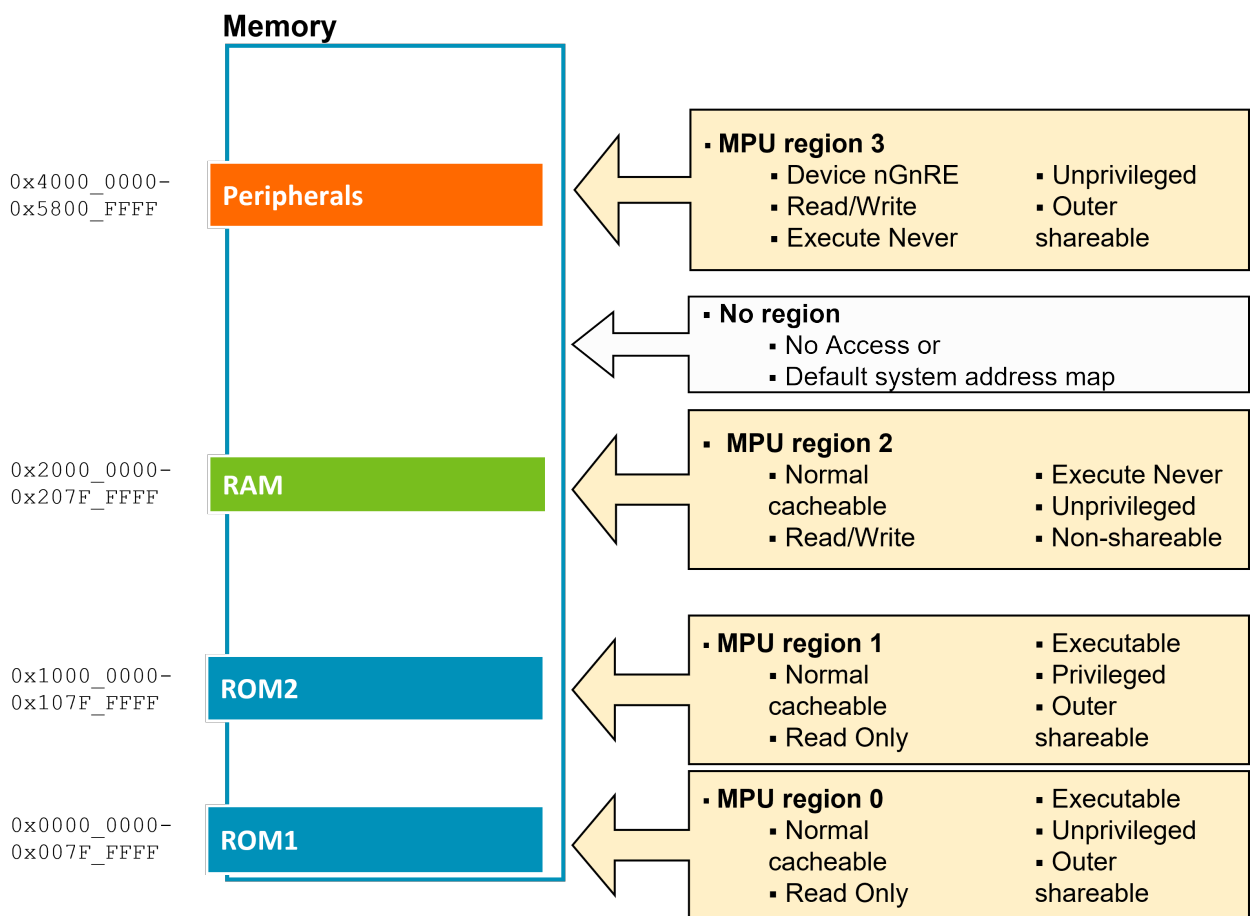 Memory
0x4000_0000-
0x5800_FFFF
Peripherals
▪ MPU region 3
▪ Device nGnRE
▪ Read/Write
▪ Execute Never
▪ Unprivileged
▪ Outer
shareable
▪ No region
▪ No Access or
▪ Default system address map
0x2000_0000-
0x207F_FFFF
RAM
▪ MPU region 2
▪ Normal
cacheable
▪ Read/Write
▪ Execute Never
▪ Unprivileged
▪ Non-shareable
0x1000_0000-
0x107F_FFFF
ROM2
▪ MPU region 1
▪ Normal
cacheable
▪ Read Only
▪ Executable
▪ Privileged
▪ Outer
shareable
0x0000_0000-
0x007F_FFFF
ROM1
▪ MPU region 0
▪ Normal
cacheable
▪ Read Only
▪ Executable
▪ Unprivileged
▪ Outer
shareable